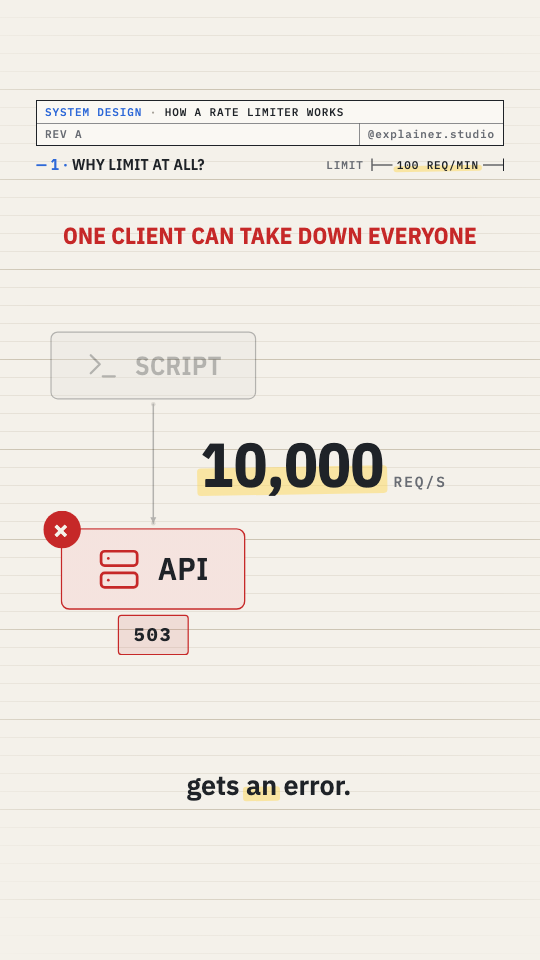 SYSTEM DESIGN · HOW A RATE LIMITER WORKS
REV A @explainer.studio
— 1 · WHY LIMIT AT ALL? LIMIT 100 REQ/MIN
ONE CLIENT CAN TAKE DOWN EVERYONE
>_ SCRIPT
10,000 REQ/S
API
503
gets an error.